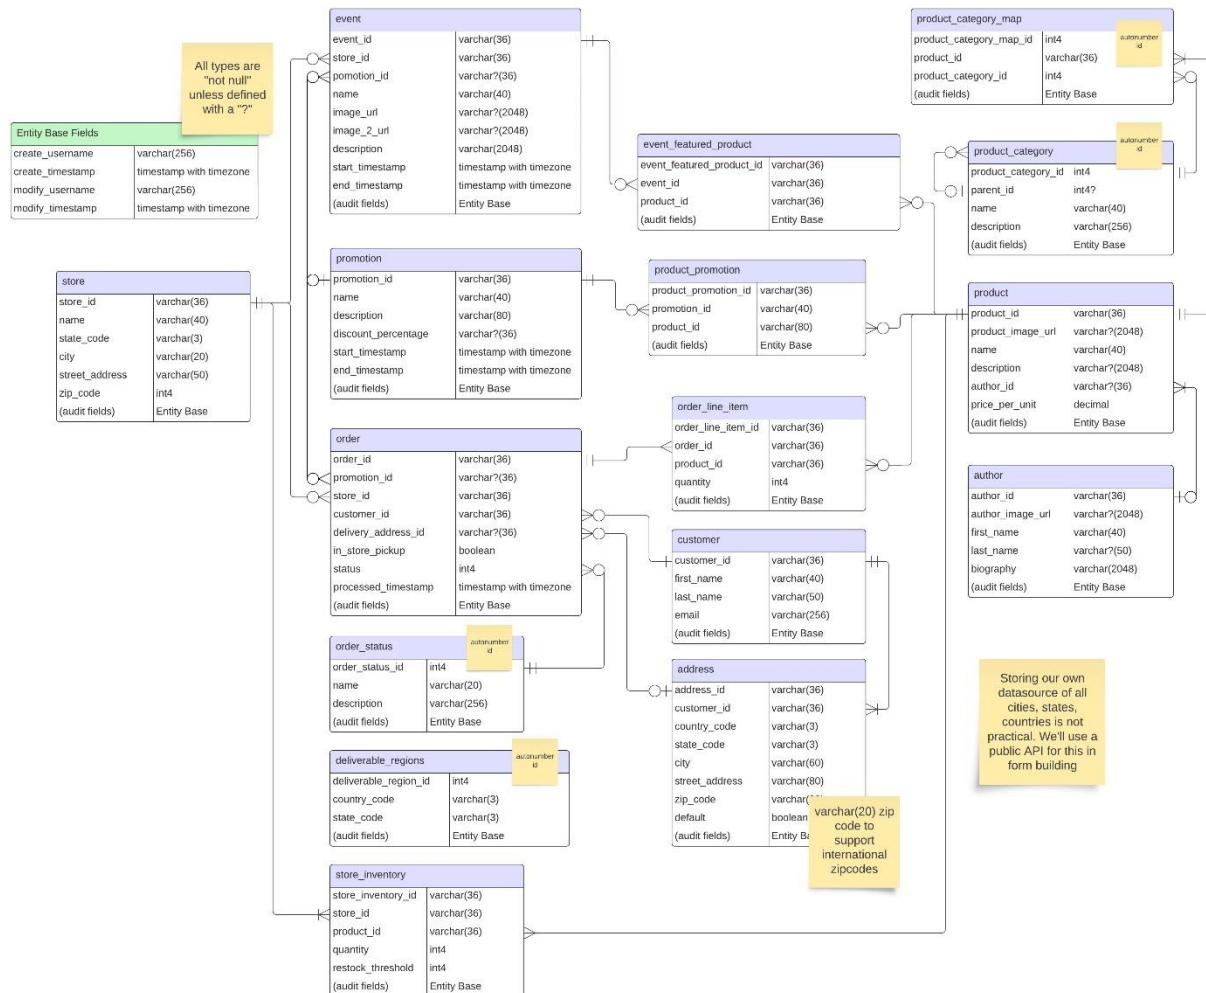 All types are
"not null"
unless defined
with a "?"
Entity Base Fields
create_username varchar(256)
create_timestamp timestamp with timezone
modify_username varchar(256)
modify_timestamp timestamp with timezone
store
store_id varchar(36)
name varchar(40)
state_code varchar(3)
city varchar(20)
street_address varchar(50)
zip_code int4
(audit fields) Entity Base
event
event_id varchar(36)
store_id varchar(36)
pomotion_id varchar?(36)
name varchar(40)
image_url varchar?(2048)
image_2_url varchar?(2048)
description varchar(2048)
start_timestamp timestamp with timezone
end_timestamp timestamp with timezone
(audit fields) Entity Base
promotion
promotion_id varchar(36)
name varchar(40)
description varchar(80)
discount_percentage varchar?(36)
start_timestamp timestamp with timezone
end_timestamp timestamp with timezone
(audit fields) Entity Base
order
order_id varchar(36)
promotion_id varchar?(36)
store_id varchar(36)
customer_id varchar(36)
delivery_address_id varchar?(36)
in_store_pickup boolean
status int4
processed_timestamp timestamp with timezone
(audit fields) Entity Base
order_status
autonumber
id
order_status_id int4
name varchar(20)
description varchar(256)
(audit fields) Entity Base
deliverable_regions
autonumber
id
deliverable_region_id int4
country_code varchar(3)
state_code varchar(3)
(audit fields) Entity Base
store_inventory
store_inventory_id varchar(36)
store_id varchar(36)
product_id varchar(36)
quantity int4
restock_threshold int4
(audit fields) Entity Base
event_featured_product
event_featured_product_id varchar(36)
event_id varchar(36)
product_id varchar(36)
(audit fields) Entity Base
product_promotion
product_promotion_id varchar(36)
promotion_id varchar(40)
product_id varchar(80)
(audit fields) Entity Base
order_line_item
order_line_item_id varchar(36)
order_id varchar(36)
product_id varchar(36)
quantity int4
(audit fields) Entity Base
customer
customer_id varchar(36)
first_name varchar(40)
last_name varchar(50)
email varchar(256)
(audit fields) Entity Base
address
address_id varchar(36)
customer_id varchar(36)
country_code varchar(3)
state_code varchar(3)
city varchar(60)
street_address varchar(80)
zip_code
default boolean
(audit fields) Entity
varchar(20) zip
code to
support
international
zipcodes
product_category_map
autonumber
id
product_category_map_id int4
product_id varchar(36)
product_category_id int4
(audit fields) Entity Base
product_category
autonumber
id
product_category_id int4
parent_id int4?
name varchar(40)
description varchar(256)
(audit fields) Entity Base
product
product_id varchar(36)
product_image_url varchar?(2048)
name varchar(40)
description varchar?(2048)
author_id varchar?(36)
price_per_unit decimal
(audit fields) Entity Base
author
author_id varchar(36)
author_image_url varchar?(2048)
first_name varchar(40)
last_name varchar?(50)
biography varchar(2048)
(audit fields) Entity Base
Storing our own
datasource of all
cities, states,
countries is not
practical. We'll use a
public API for this in
form building